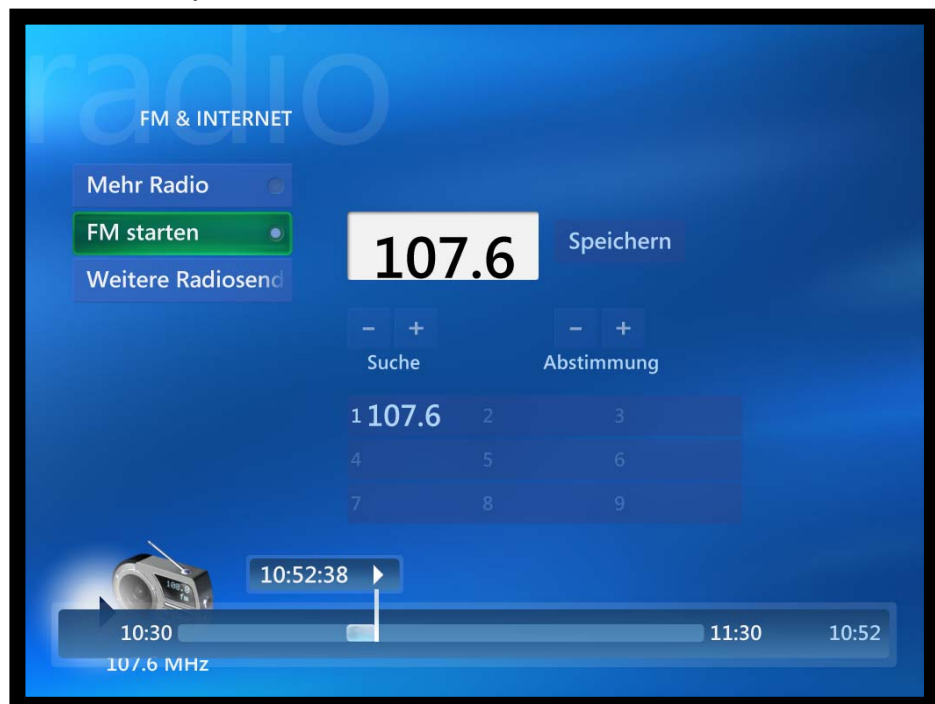 radio
FM & INTERNET
Mehr Radio
FM starten
Weitere Radiosend
107.6
Speichern
- + - +
Suche Abstimmung
1 107.6 2 3
4 5 6
7 8 9
10:52:38
10:30 11:30 10:52
107.6 MHz